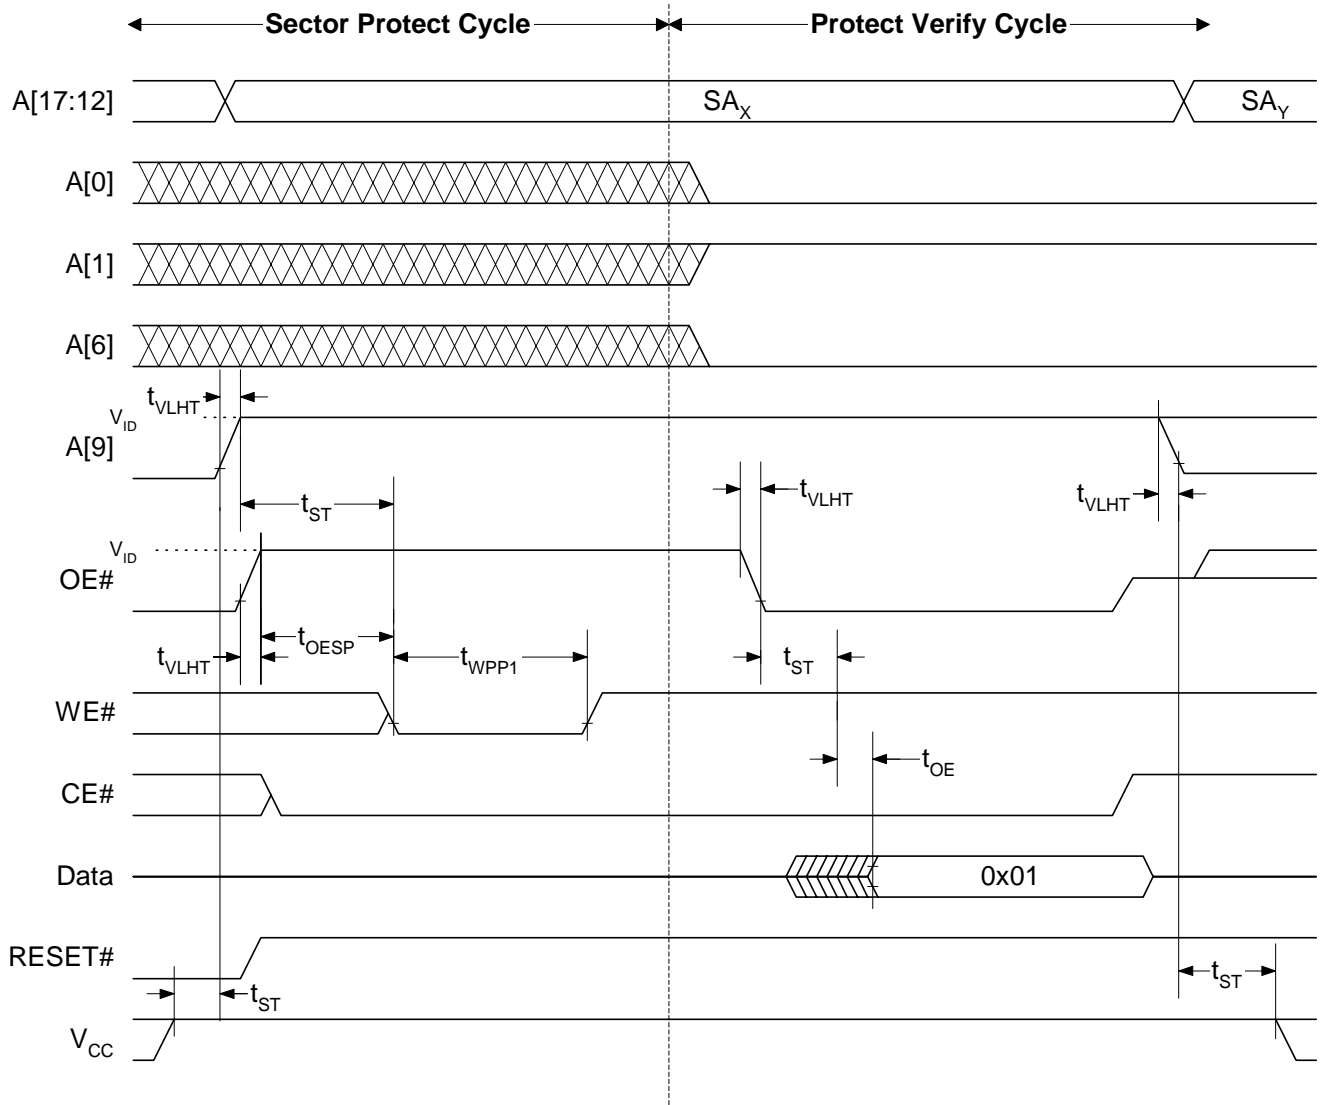 Sector Protect Cycle
Protect Verify Cycle
A[17:12]
SAX
SAY
A[0]
A[1]
A[6]
tVLHT
VID
A[9]
tST
tVLHT
tVLHT
VID
OE#
tVLHT
tOESP
tWPP1
tST
WE#
tOE
CE#
Data
0x01
RESET#
tST
tST
VCC